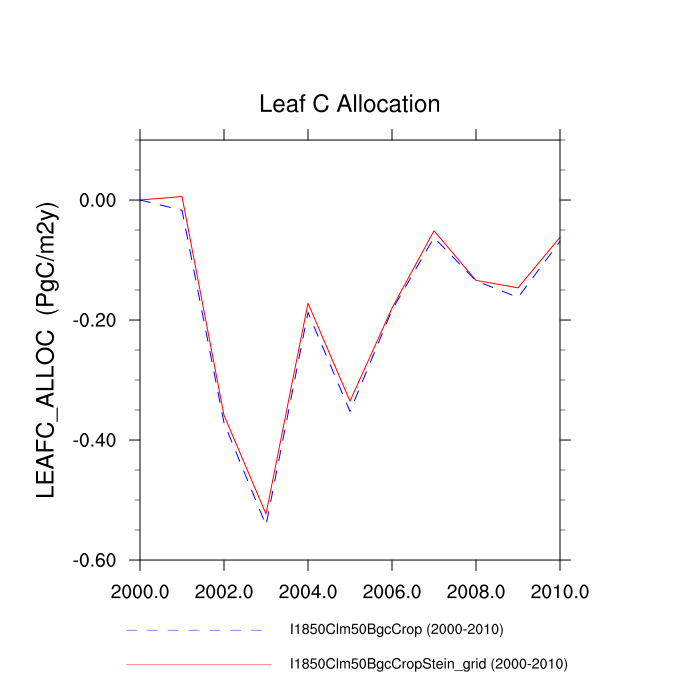 Leaf C Allocation
LEAFC_ALLOC (PgC/m2y)
0.00
-0.20
-0.40
-0.60
2000.0 2002.0 2004.0 2006.0 2008.0 2010.0
I1850Clm50BgcCrop (2000-2010)
I1850Clm50BgcCropStein_grid (2000-2010)